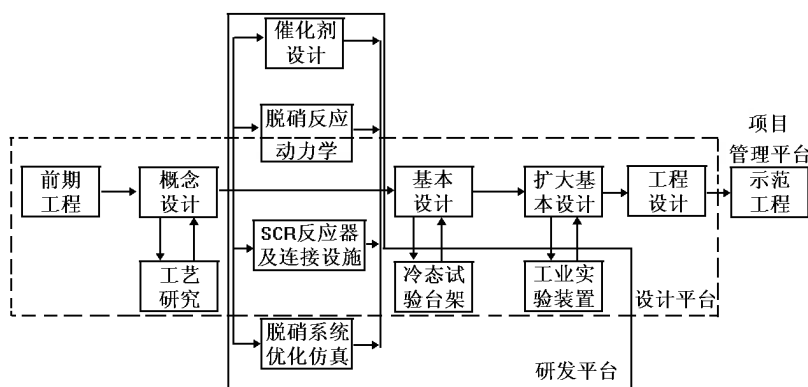 催化剂
设计
脱硝反应
动力学
项目
管理平台
前期
工程
概念
设计
基本
设计
扩大基
本设计
工程
设计
示范
工程
SCR反应器
及连接设施
工艺
研究
冷态试
验台架
工业实
验装置
设计平台
脱硝系统
优化仿真
研发平台